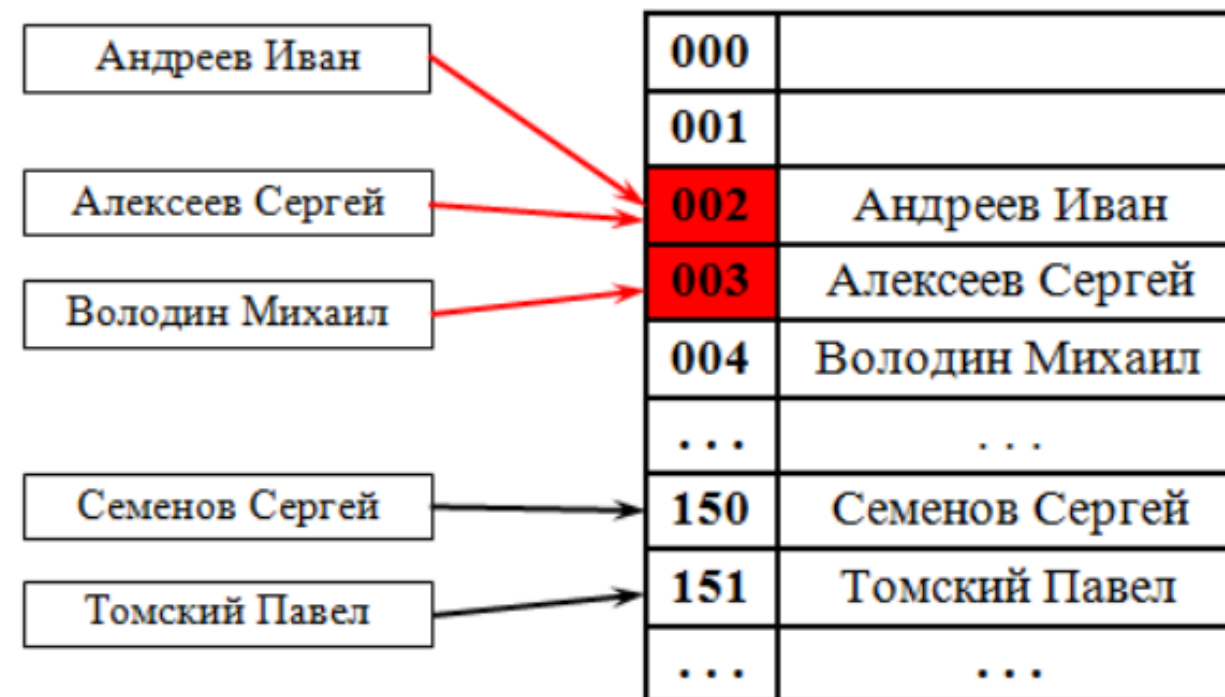 Андреев Иван
Алексеев Сергей
Володин Михаил
Семенов Сергей
Томский Павел
000
001
002 Андреев Иван
003 Алексеев Сергей
004 Володин Михаил
... ...
150 Семенов Сергей
151 Томский Павел
... ...